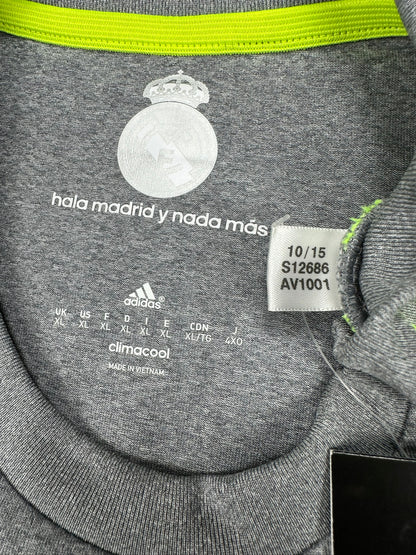 hala madrid y nada más
10/15
S12686
AV1001
adidas
UK US F D I E CDN J
XL XL XL XL XL XL XL/TG 4XO
climacool
MADE IN VIETNAM